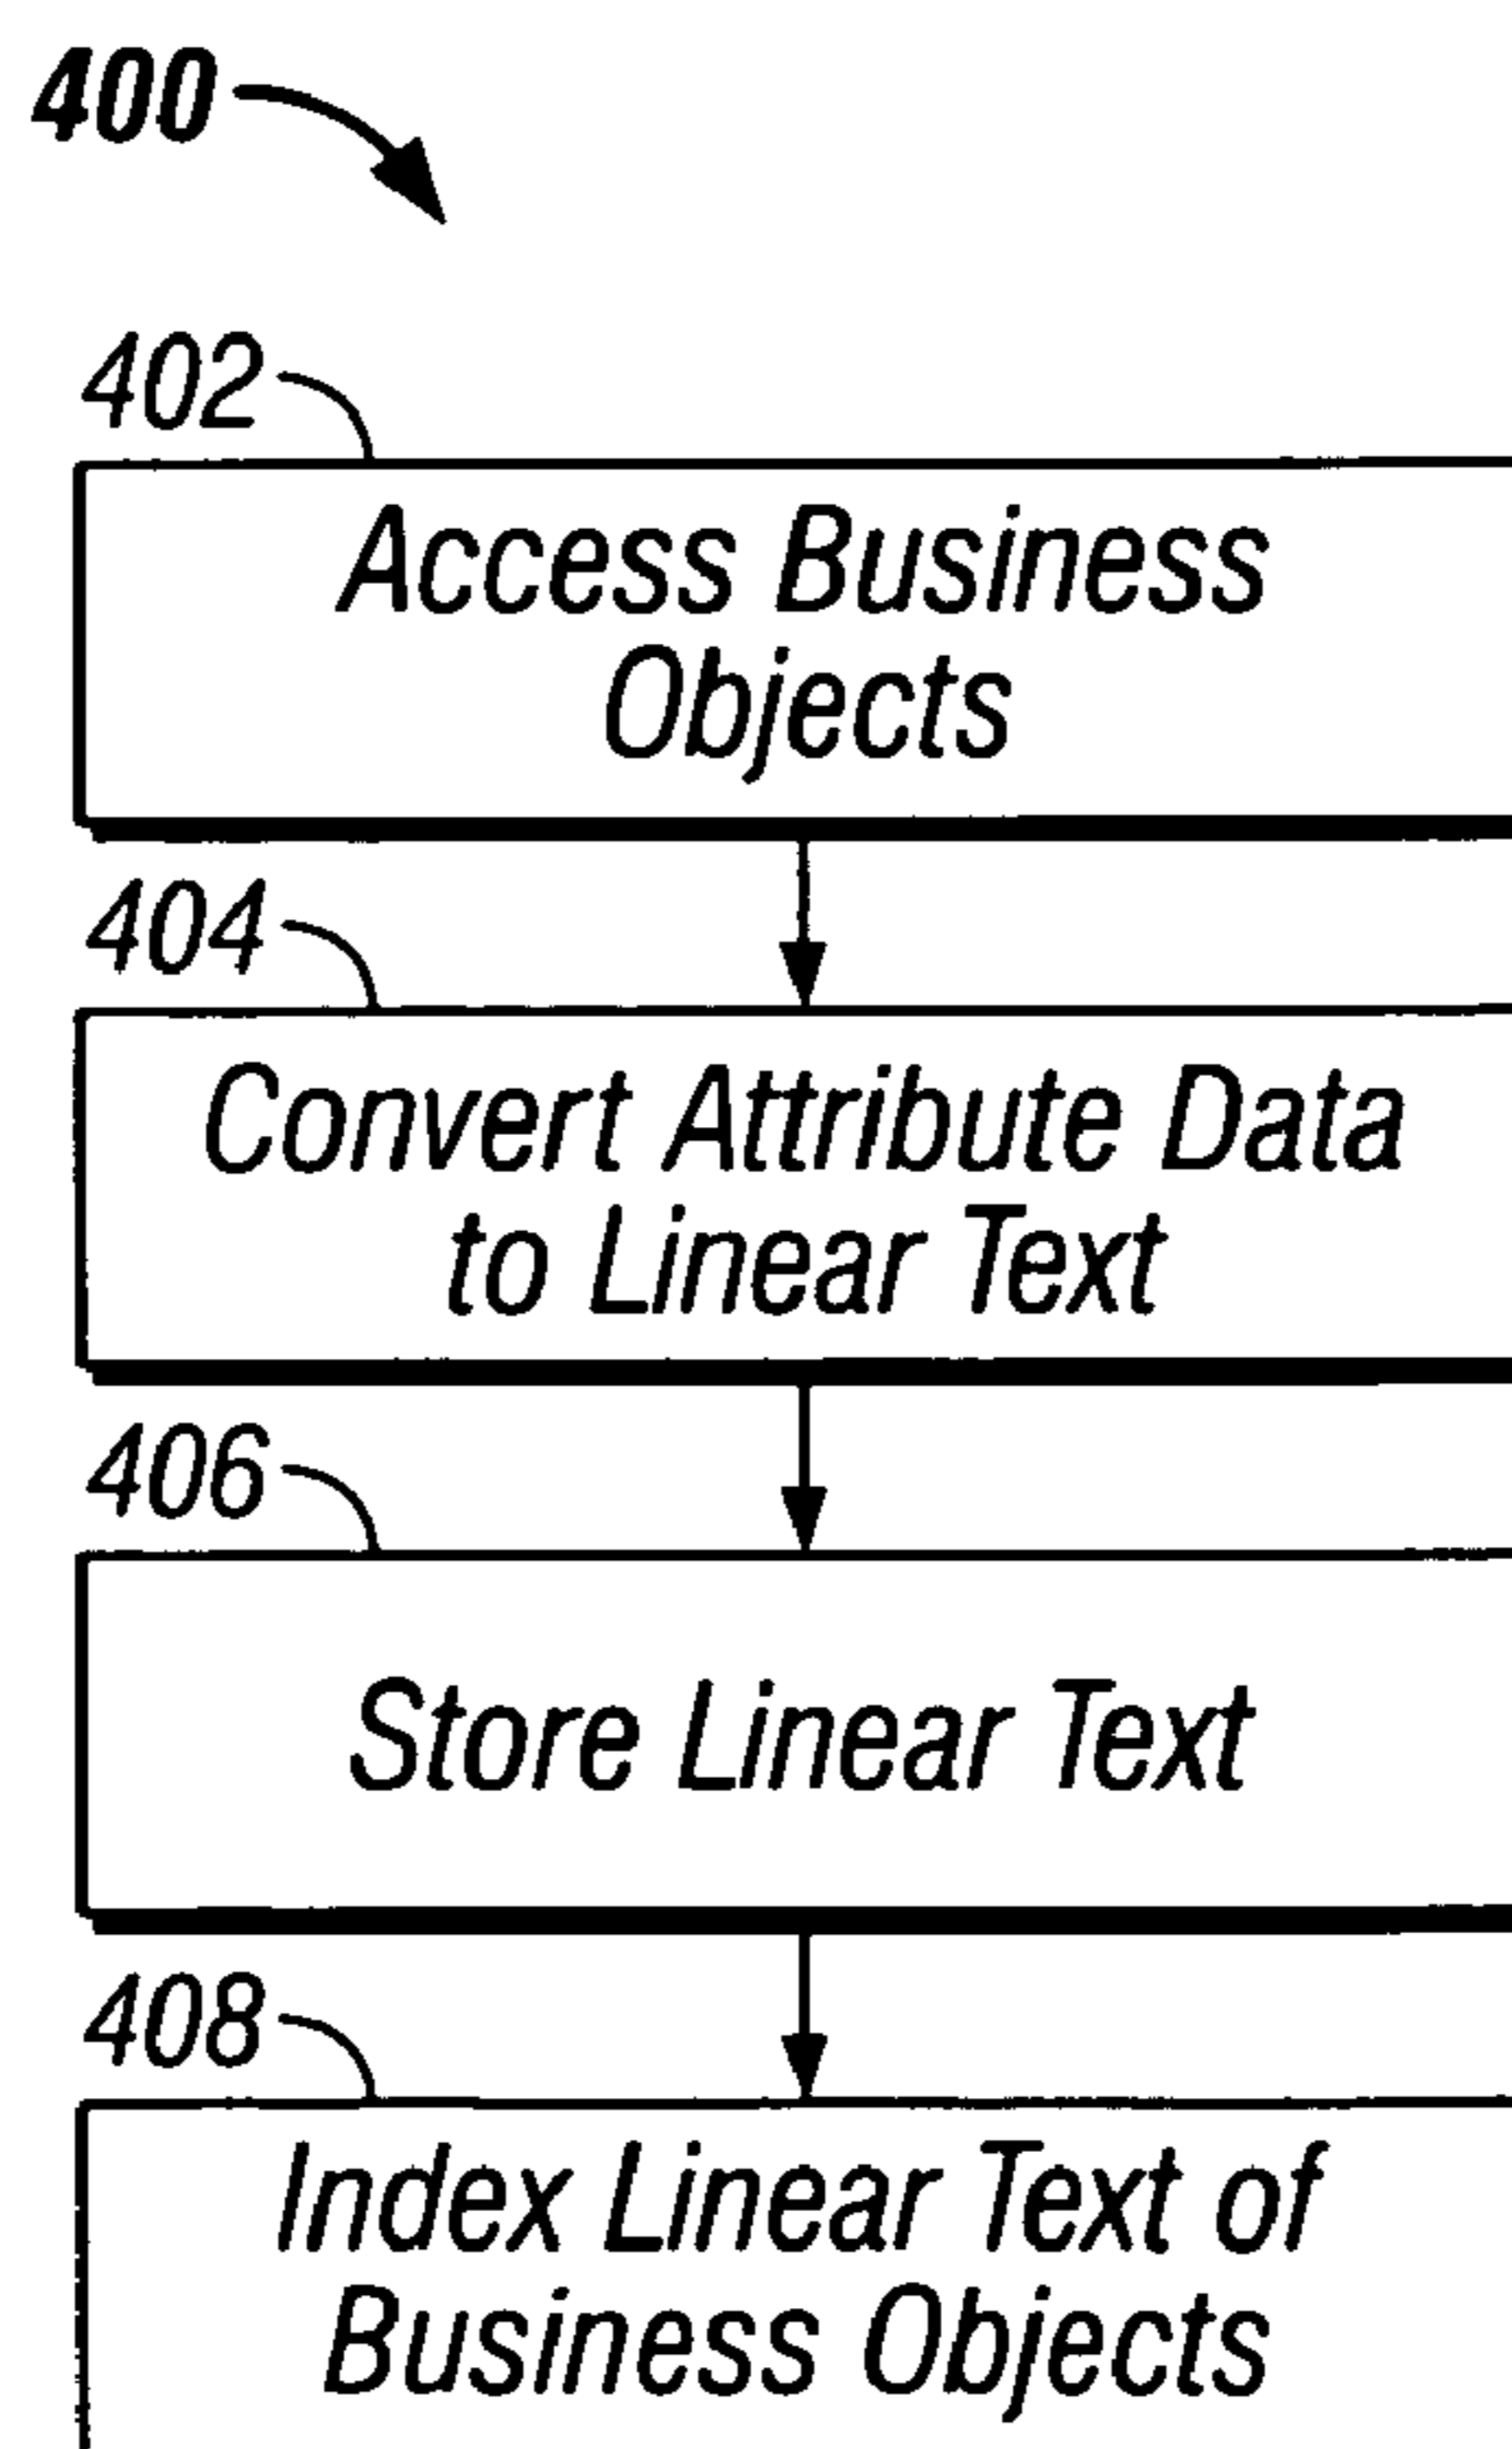 400
402
Access Business
Objects
404
Convert Attribute Data
to Linear Text
406
Store Linear Text
408
Index Linear Text of
Business Objects